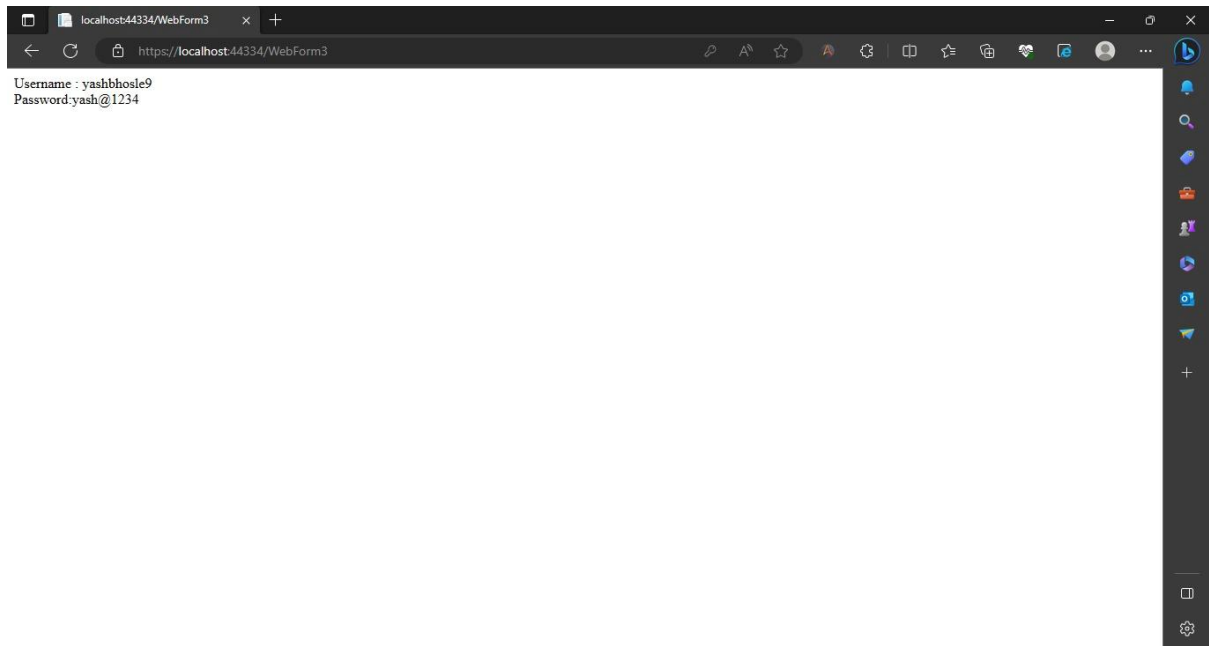 localhost:44334/WebForm3
https://localhost:44334/WebForm3
Username : yashbhosle9
Password:yash@1234